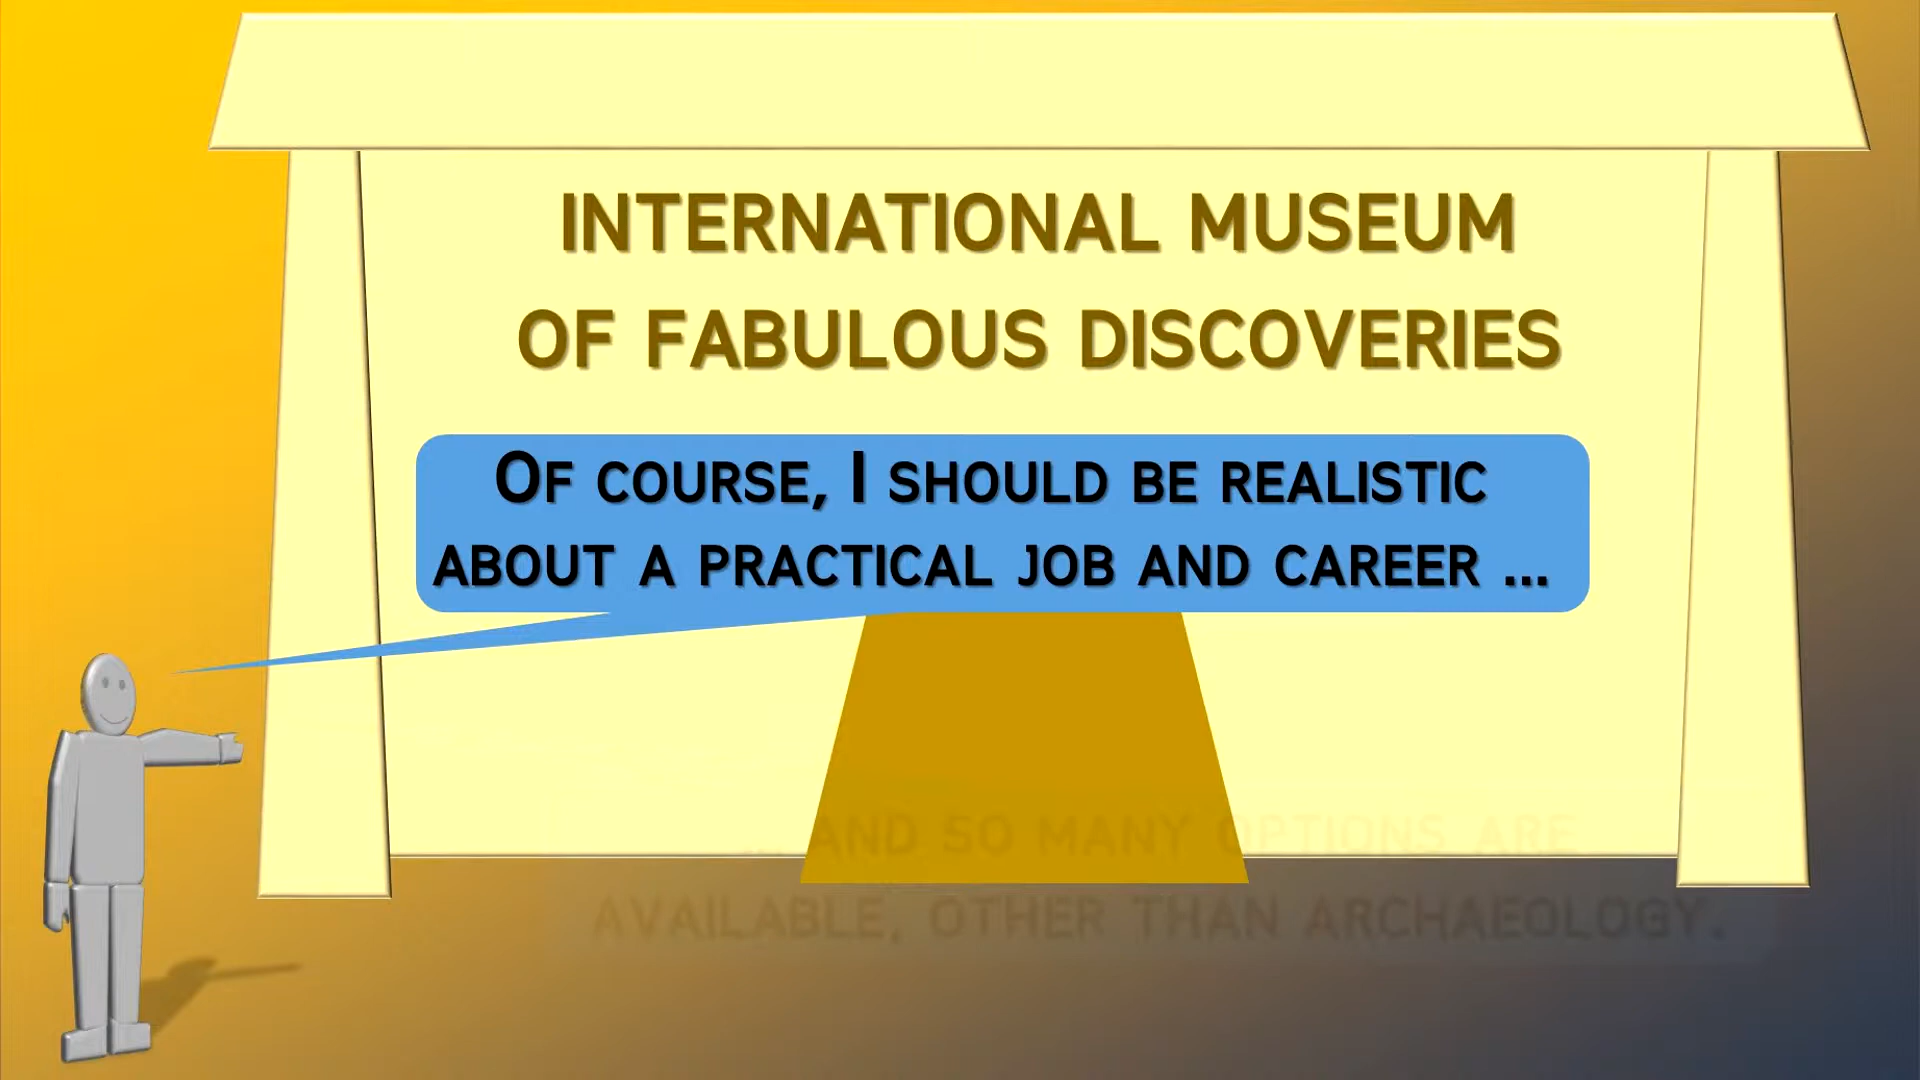 INTERNATIONAL MUSEUM
OF FABULOUS DISCOVERIES
OF COURSE, I SHOULD BE REALISTIC
ABOUT A PRACTICAL JOB AND CAREER ...
... AND SO MANY OPTIONS ARE
AVAILABLE, OTHER THAN ARCHAEOLOGY.